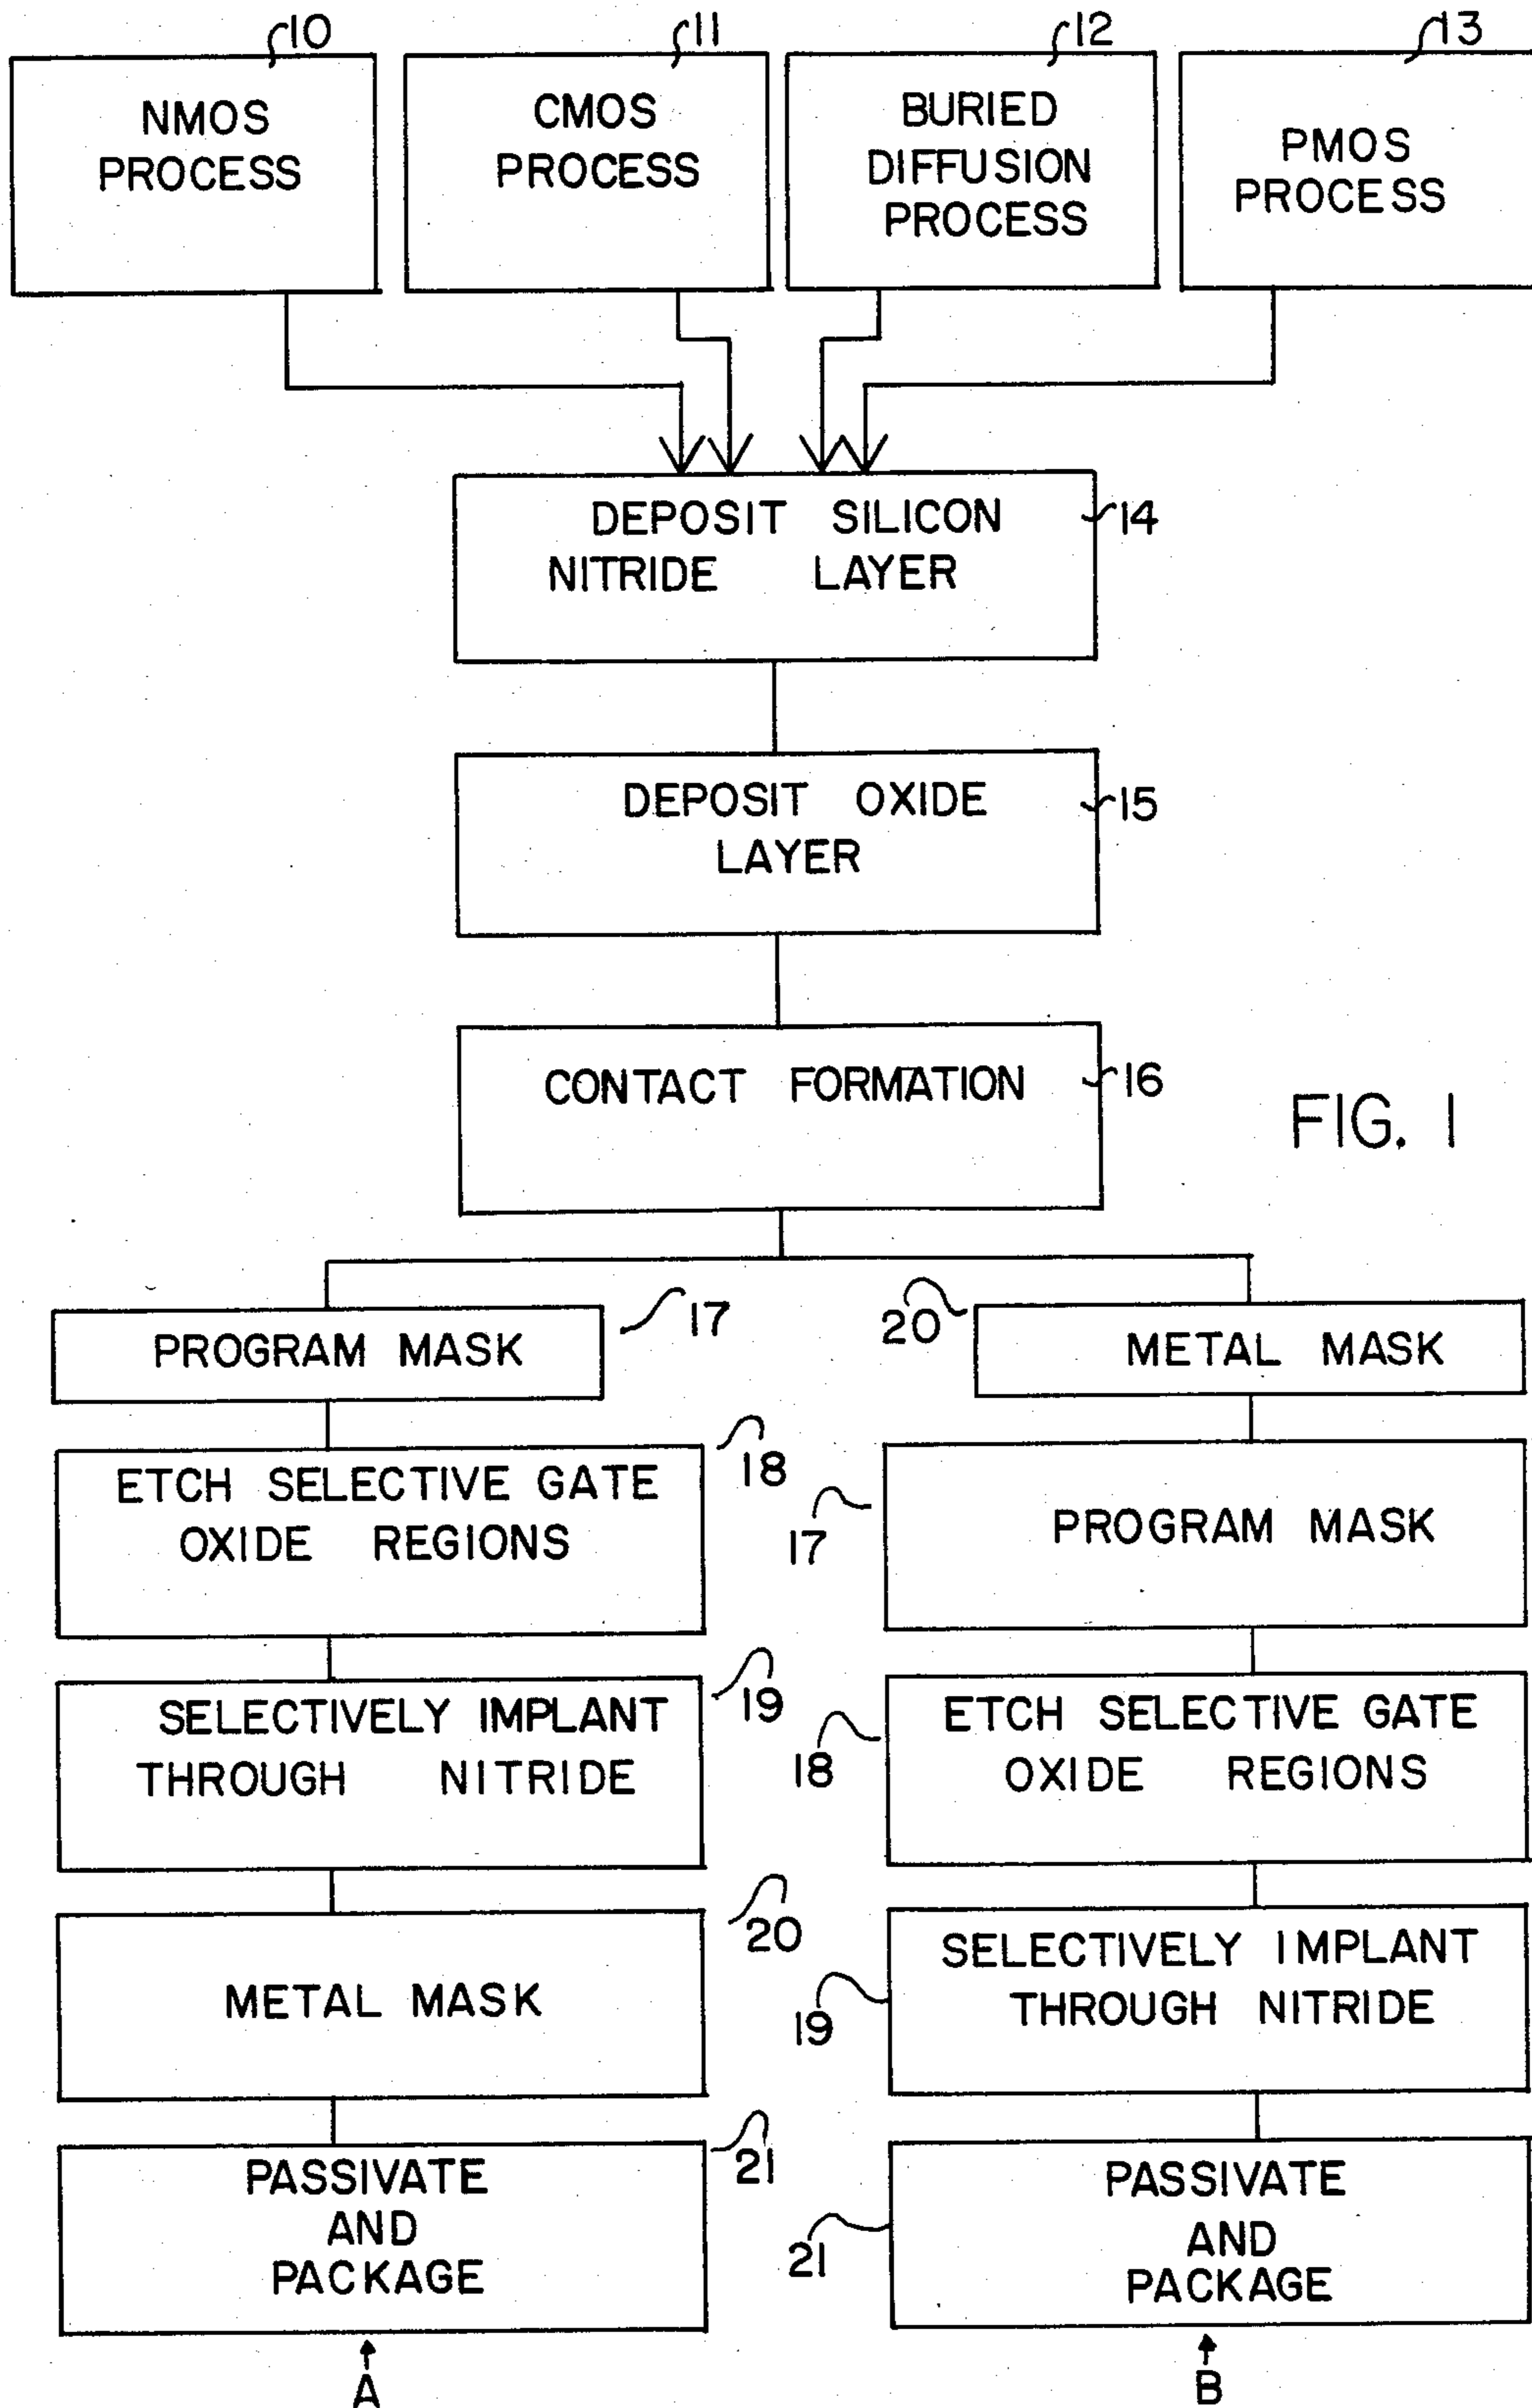 10
11
12
13
NMOS
PROCESS
CMOS
PROCESS
BURIED
DIFFUSION
PROCESS
PMOS
PROCESS
DEPOSIT SILICON
NITRIDE LAYER
14
DEPOSIT OXIDE
LAYER
15
CONTACT FORMATION
16
FIG. 1
PROGRAM MASK
17
ETCH SELECTIVE GATE
OXIDE REGIONS
18
SELECTIVELY IMPLANT
THROUGH NITRIDE
19
METAL MASK
20
PASSIVATE
AND
PACKAGE
21
A
20
METAL MASK
17
PROGRAM MASK
18
ETCH SELECTIVE GATE
OXIDE REGIONS
19
SELECTIVELY IMPLANT
THROUGH NITRIDE
21
PASSIVATE
AND
PACKAGE
B